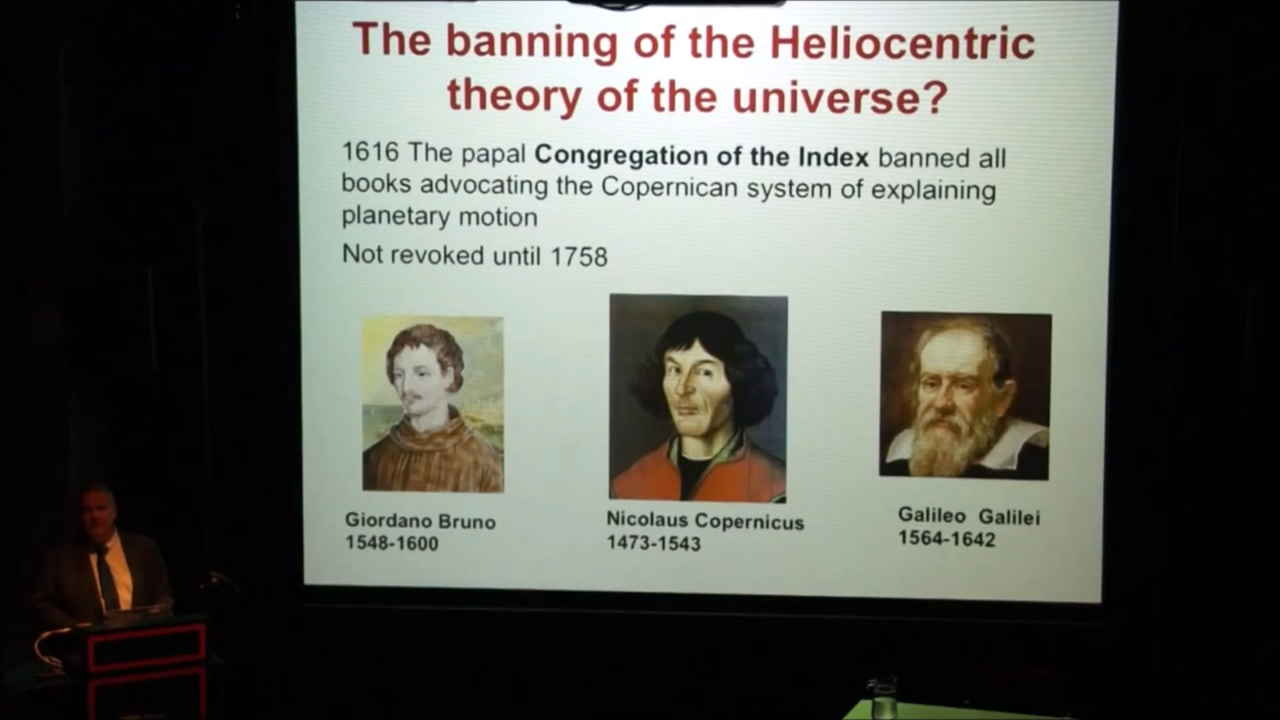 The banning of the Heliocentric
theory of the universe?
1616 The papal Congregation of the Index banned all
books advocating the Copernican system of explaining
planetary motion
Not revoked until 1758
Giordano Bruno
1548-1600
Nicolaus Copernicus
1473-1543
Galileo Galilei
1564-1642